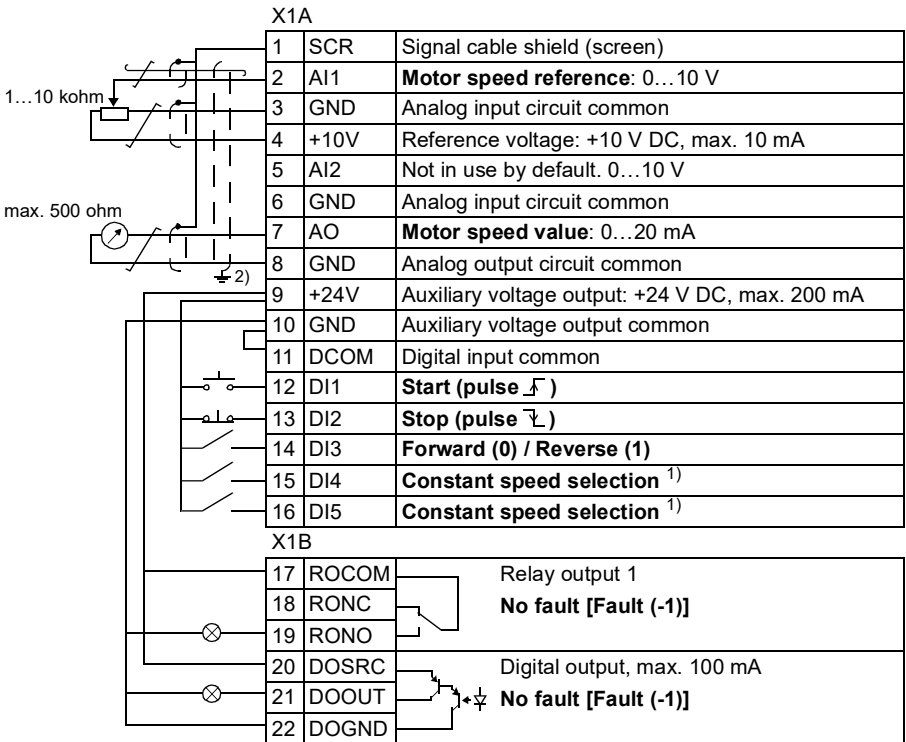 X1A
1 SCR Signal cable shield (screen)
2 AI1 Motor speed reference: 0…10 V
1…10 kohm
3 GND Analog input circuit common
4 +10V Reference voltage: +10 V DC, max. 10 mA
5 AI2 Not in use by default. 0…10 V
6 GND Analog input circuit common
max. 500 ohm
7 AO Motor speed value: 0…20 mA
8 GND Analog output circuit common
2)
9 +24V Auxiliary voltage output: +24 V DC, max. 200 mA
10 GND Auxiliary voltage output common
11 DCOM Digital input common
12 DI1 Start (pulse )
13 DI2 Stop (pulse )
14 DI3 Forward (0) / Reverse (1)
15 DI4 Constant speed selection 1)
16 DI5 Constant speed selection 1)
X1B
17 ROCOM Relay output 1
18 RONC No fault [Fault (-1)]
19 RONO
20 DOSRC Digital output, max. 100 mA
21 DOOUT No fault [Fault (-1)]
22 DOGND